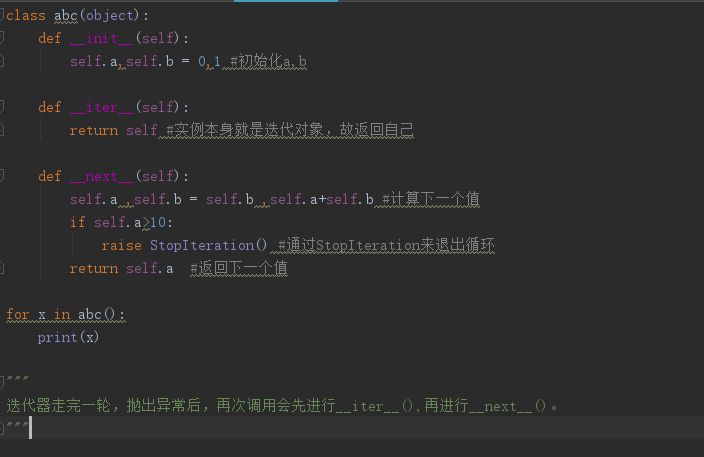 class abc(object):
def __init__(self):
self.a,self.b = 0,1 #初始化a.b
def __iter__(self):
return self #实例本身就是迭代对象，故返回自己
def __next__(self):
self.a ,self.b = self.b ,self.a+self.b #计算下一个值
if self.a>10:
raise StopIteration() #通过StopIteration来退出循环
return self.a  #返回下一个值
for x in abc():
print(x)
"""
迭代器走完一轮，抛出异常后，再次调用会先进行__iter__(),再进行__next__()。
"""